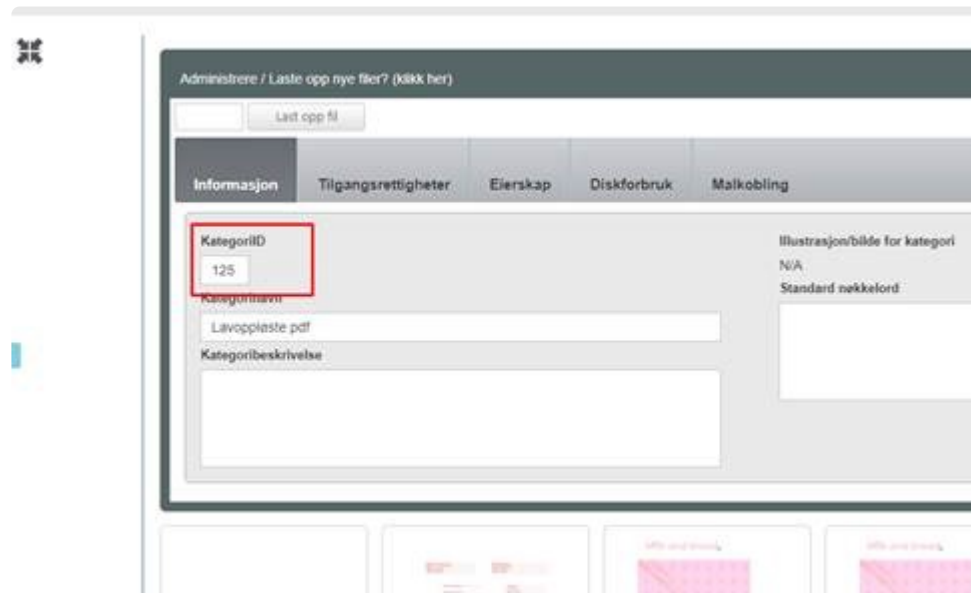 Administrere / Laste opp nye filer? (klikk her)
Last opp fil
Informasjon Tilgangsrettigheter Eierskap Diskforbruk Malkobling
KategoriID
125
Kategorinavn
Lavoppløste pdf
Kategoribeskrivelse
Illustrasjon/bilde for kategori
N/A
Standard nøkkelord